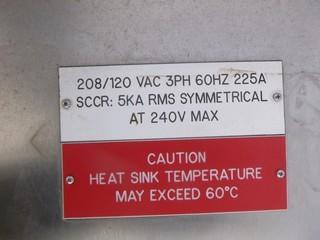 208/120 VAC 3PH 60HZ 225A
SCCR: 5KA RMS SYMMETRICAL
AT 240V MAX
CAUTION
HEAT SINK TEMPERATURE
MAY EXCEED 60°C